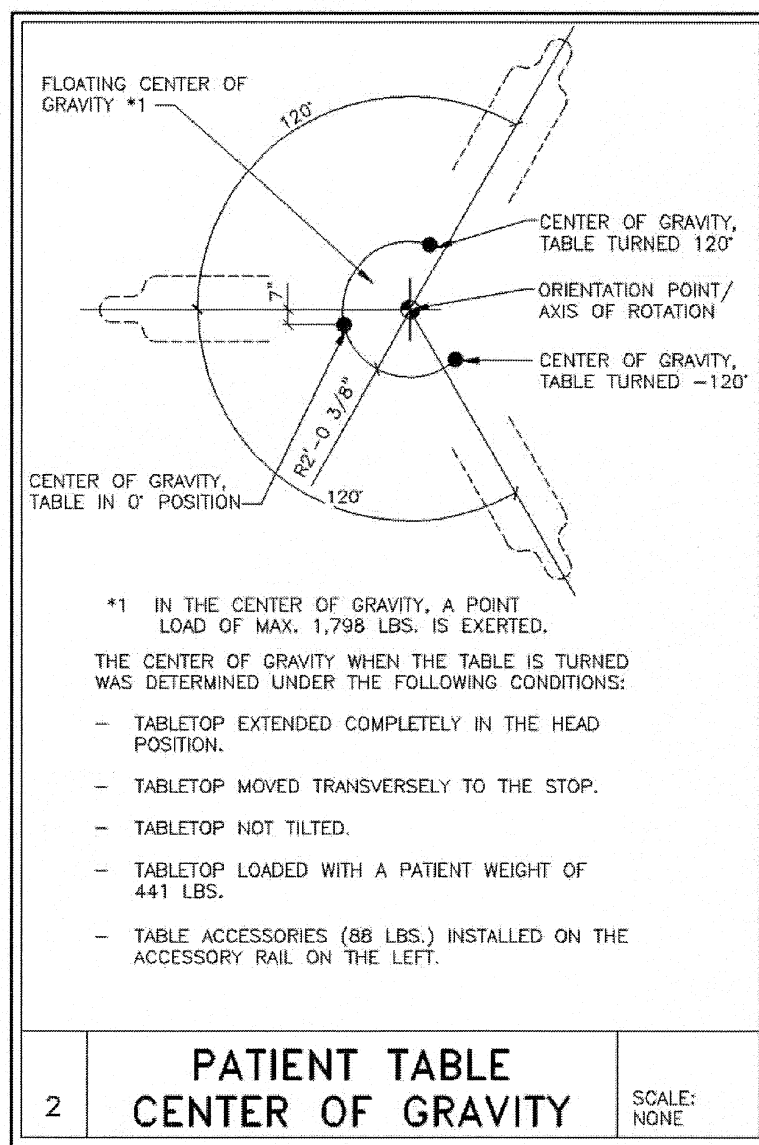 FLOATING CENTER OF
GRAVITY *1
120°
CENTER OF GRAVITY,
TABLE TURNED 120°
ORIENTATION POINT/
AXIS OF ROTATION
7"
CENTER OF GRAVITY,
TABLE TURNED -120°
R2'-0 3/8"
CENTER OF GRAVITY,
TABLE IN 0° POSITION
120°
*1 IN THE CENTER OF GRAVITY, A POINT
LOAD OF MAX. 1,798 LBS. IS EXERTED.
THE CENTER OF GRAVITY WHEN THE TABLE IS TURNED
WAS DETERMINED UNDER THE FOLLOWING CONDITIONS:
- TABLETOP EXTENDED COMPLETELY IN THE HEAD
POSITION.
- TABLETOP MOVED TRANSVERSELY TO THE STOP.
- TABLETOP NOT TILTED.
- TABLETOP LOADED WITH A PATIENT WEIGHT OF
441 LBS.
- TABLE ACCESSORIES (88 LBS.) INSTALLED ON THE
ACCESSORY RAIL ON THE LEFT.
2
PATIENT TABLE
CENTER OF GRAVITY
SCALE:
NONE